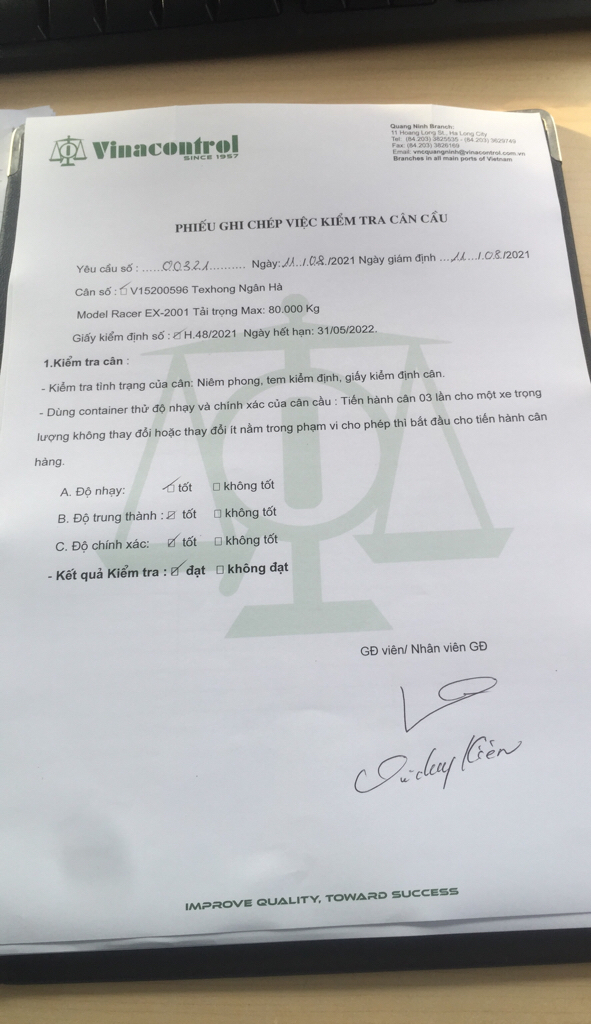 Vinacontrol
SINCE 1957
Quang Ninh Branch:
11 Hoang Long St., Ha Long City
Tel: (84.203) 3825535 - (84.203) 3829749
Fax: (84.203) 3826169
Email: vncquangninh@vinacontrol.com.vn
Branches in all main ports of Vietnam
PHIẾU GHI CHÉP VIỆC KIỂM TRA CÂN CẦU
Yêu cầu số : ......00321.......... Ngày:.11.../.08./2021 Ngày giám định ...11.../.08/2021
Cân số : ☑ V15200596 Texhong Ngân Hà
Model Racer EX-2001 Tải trọng Max: 80.000 Kg
Giấy kiểm định số : ☑ H.48/2021 Ngày hết hạn: 31/05/2022.
1.Kiểm tra cân :
- Kiểm tra tình trạng của cân: Niêm phong, tem kiểm định, giấy kiểm định cân.
- Dùng container thử độ nhạy và chính xác của cân cầu : Tiến hành cân 03 lần cho một xe trọng
lượng không thay đổi hoặc thay đổi ít nằm trong phạm vi cho phép thì bắt đầu cho tiến hành cân
hàng.
A. Độ nhạy: ☑ tốt ☐ không tốt
B. Độ trung thành : ☑ tốt ☐ không tốt
C. Độ chính xác: ☑ tốt ☐ không tốt
- Kết quả Kiểm tra : ☑ đạt ☐ không đạt
GĐ viên/ Nhân viên GĐ
Kiên
IMPROVE QUALITY, TOWARD SUCCESS